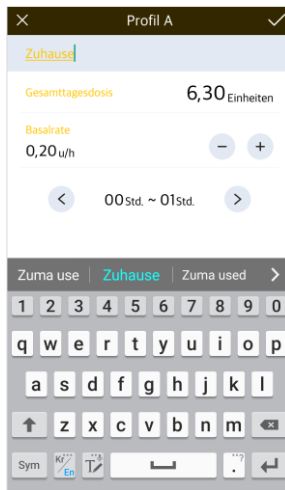 Profil A
Zuhause
Gesamttagesdosis 6,30 Einheiten
Basalrate
0,20 u/h
00 Std. ~ 01 Std.
Zuma use Zuhause Zuma used
1 2 3 4 5 6 7 8 9 0
q w e r t y u i o p
a s d f g h j k l
z x c v b n m
Sym Kr/En T . ,?